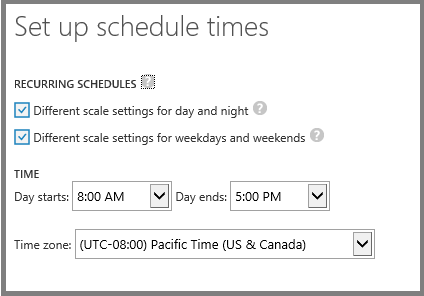 Set up schedule times
RECURRING SCHEDULES ?
Different scale settings for day and night ?
Different scale settings for weekdays and weekends ?
TIME
Day starts: 8:00 AM Day ends: 5:00 PM
Time zone: (UTC-08:00) Pacific Time (US & Canada)